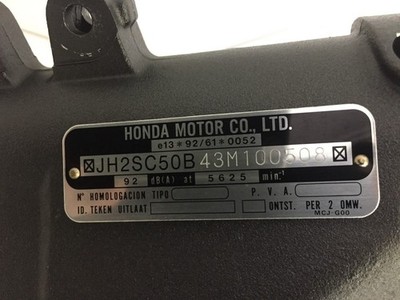 HONDA MOTOR CO., LTD.
e13*92/61*0052
JH2SC50B43M100508
92 dB(A) at 5625 min⁻¹
Nº HOMOLOGACION TIPO P. V. A.
ID. TEKEN UITLAAT ONTST. PER 2 OMW.
MCJ G00